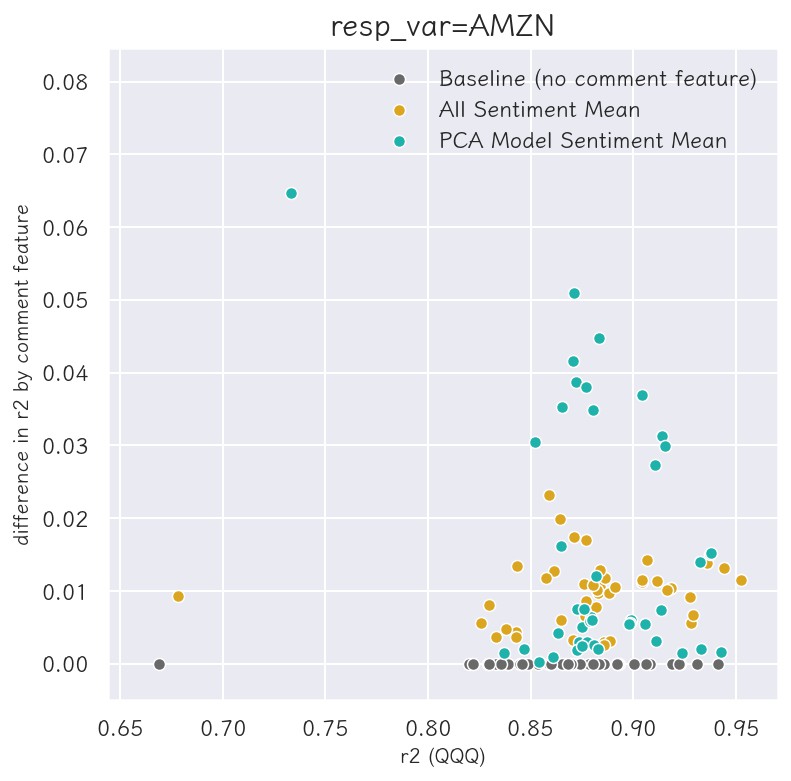 resp_var=AMZN
Baseline (no comment feature)
All Sentiment Mean
PCA Model Sentiment Mean
difference in r2 by comment feature
0.08
0.07
0.06
0.05
0.04
0.03
0.02
0.01
0.00
0.65 0.70 0.75 0.80 0.85 0.90 0.95
r2 (QQQ)